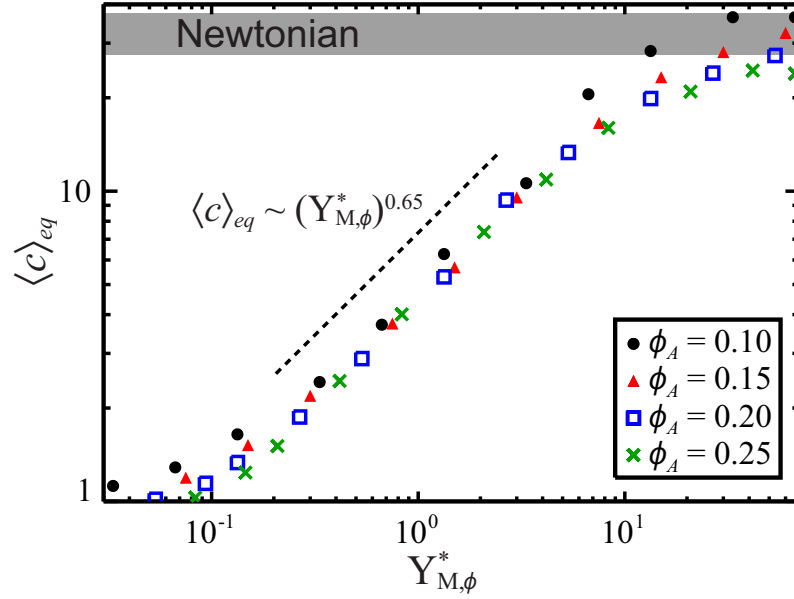 Newtonian
⟨c⟩eq ~ (Y*M,ϕ)^0.65
⟨c⟩eq
10
1
10^-1
10^0
10^1
Y*M,ϕ
ϕA = 0.10
ϕA = 0.15
ϕA = 0.20
ϕA = 0.25